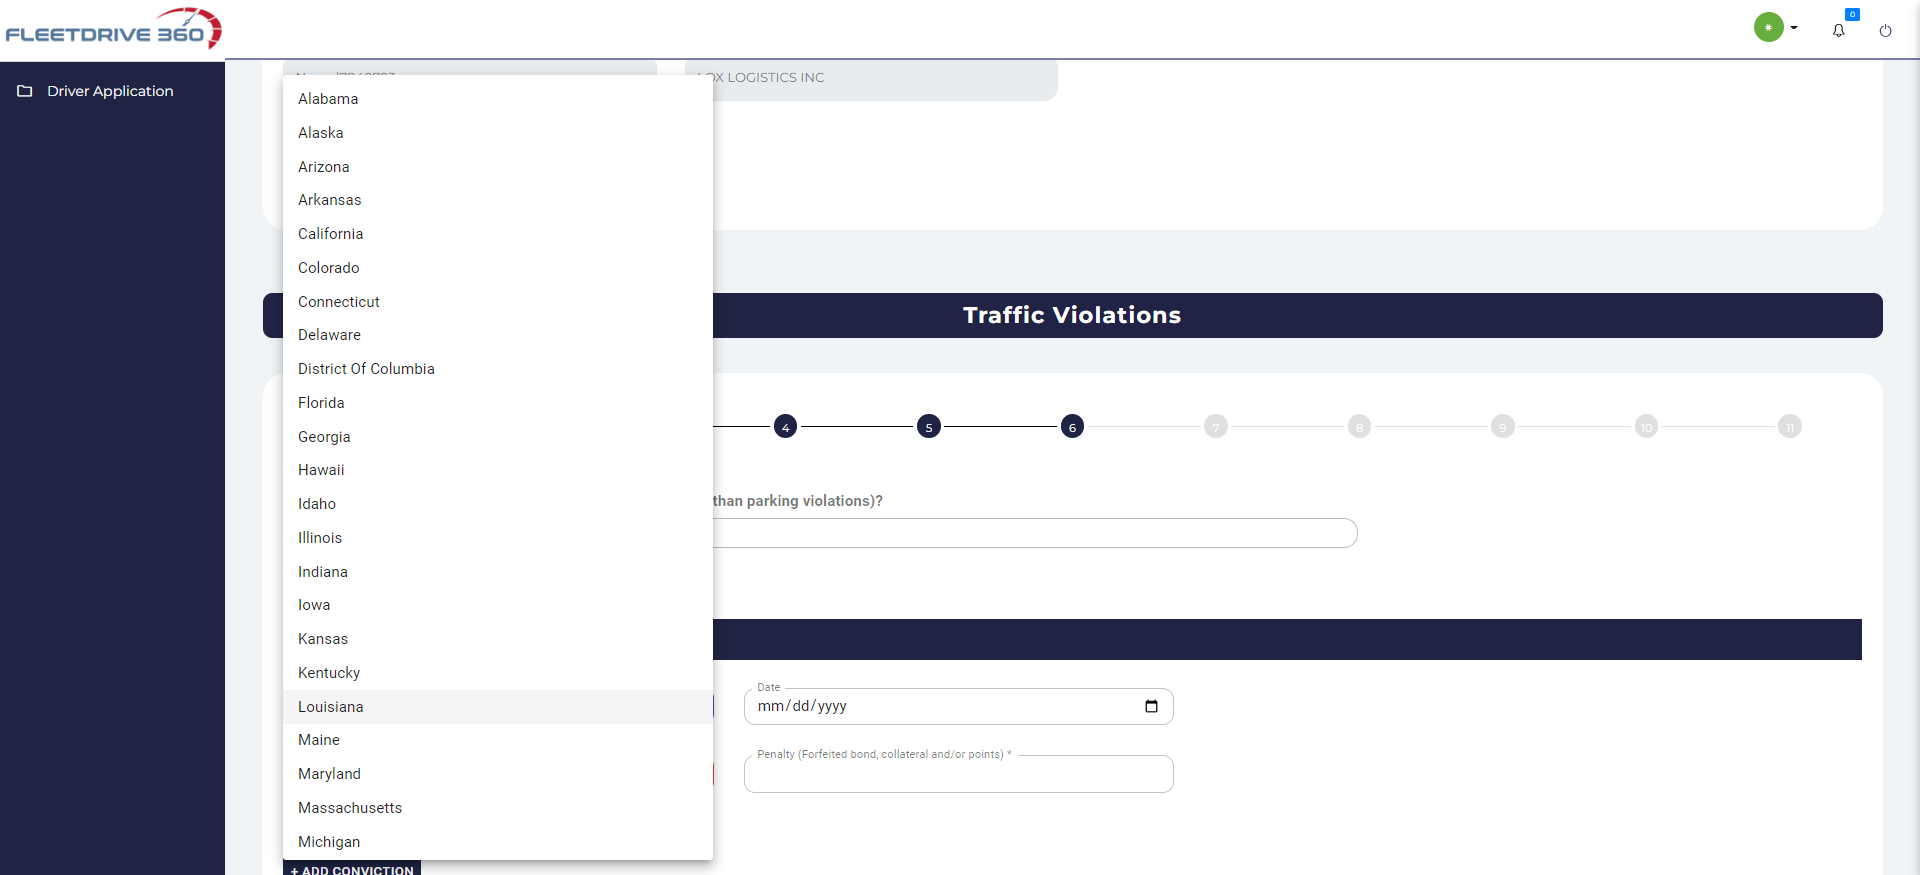 FLEETDRIVE 360
0
Driver Application
LOX LOGISTICS INC
Alabama
Alaska
Arizona
Arkansas
California
Colorado
Connecticut
Delaware
District Of Columbia
Florida
Georgia
Hawaii
Idaho
Illinois
Indiana
Iowa
Kansas
Kentucky
Louisiana
Maine
Maryland
Massachusetts
Michigan
Traffic Violations
4 5 6 7 8 9 10 11
than parking violations)?
Date
mm/dd/yyyy
Penalty (Forfeited bond, collateral and/or points) *
+ ADD CONVICTION